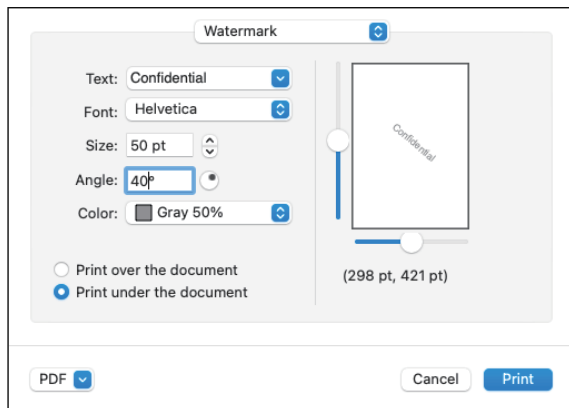 Watermark
Text: Confidential
Font: Helvetica
Size: 50 pt
Angle: 40°
Color: Gray 50%
Print over the document
Print under the document
Confidential
(298 pt, 421 pt)
PDF
Cancel
Print